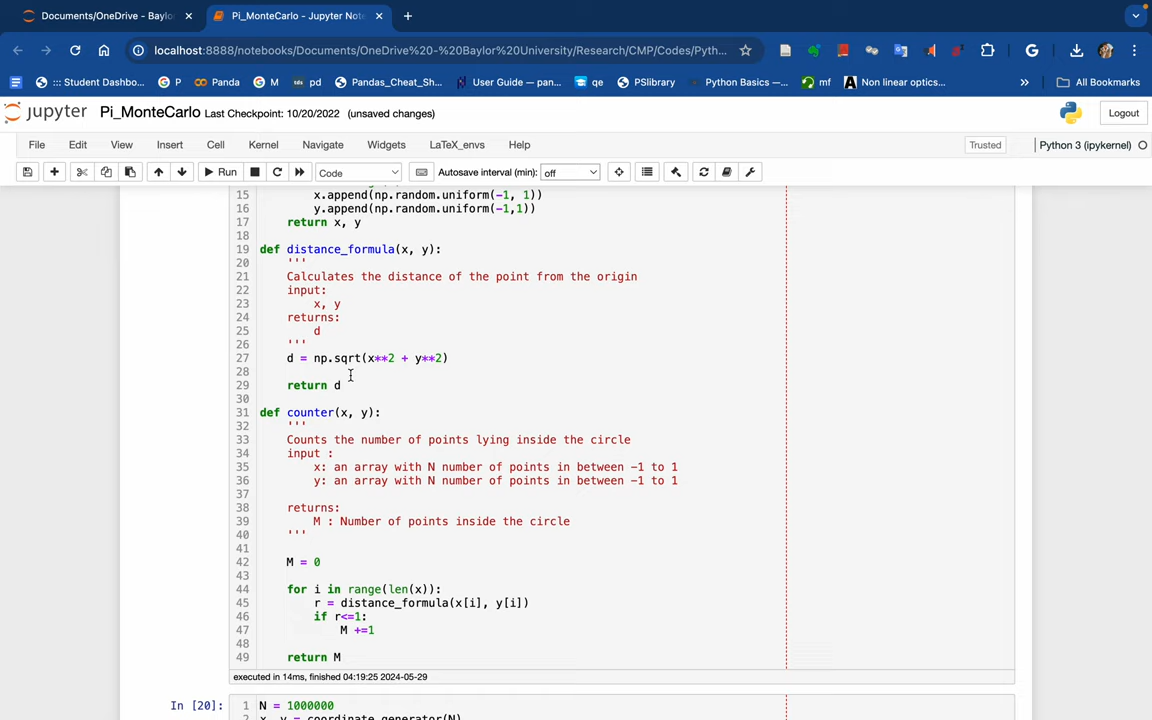 Documents/OneDrive - Baylo
Pi_MonteCarlo - Jupyter Not
localhost:8888/notebooks/Documents/OneDrive%20-%20Baylor%20University/Research/CMP/Codes/Pyth...
::: Student Dashbo...
P
Panda
M
tds
pd
Pandas_Cheat_Sh...
User Guide — pan...
qe
PSlibrary
Python Basics —...
mf
Non linear optics...
All Bookmarks
jupyter
Pi_MonteCarlo Last Checkpoint: 10/20/2022 (unsaved changes)
Logout
File Edit View Insert Cell Kernel Navigate Widgets LaTeX_envs Help
Trusted
Python 3 (ipykernel)
Run
Code
Autosave interval (min): off
15 x.append(np.random.uniform(-1, 1))
16 y.append(np.random.uniform(-1,1))
17 return x, y
18
19 def distance_formula(x, y):
20 '''
21 Calculates the distance of the point from the origin
22 input:
23 x, y
24 returns:
25 d
26 '''
27 d = np.sqrt(x**2 + y**2)
28
29 return d
30
31 def counter(x, y):
32 '''
33 Counts the number of points lying inside the circle
34 input :
35 x: an array with N number of points in between -1 to 1
36 y: an array with N number of points in between -1 to 1
37
38 returns:
39 M : Number of points inside the circle
40 '''
41
42 M = 0
43
44 for i in range(len(x)):
45 r = distance_formula(x[i], y[i])
46 if r<=1:
47 M +=1
48
49 return M
executed in 14ms, finished 04:19:25 2024-05-29
In [20]: 1 N = 1000000
2 x, y = coordinate_generator(N)